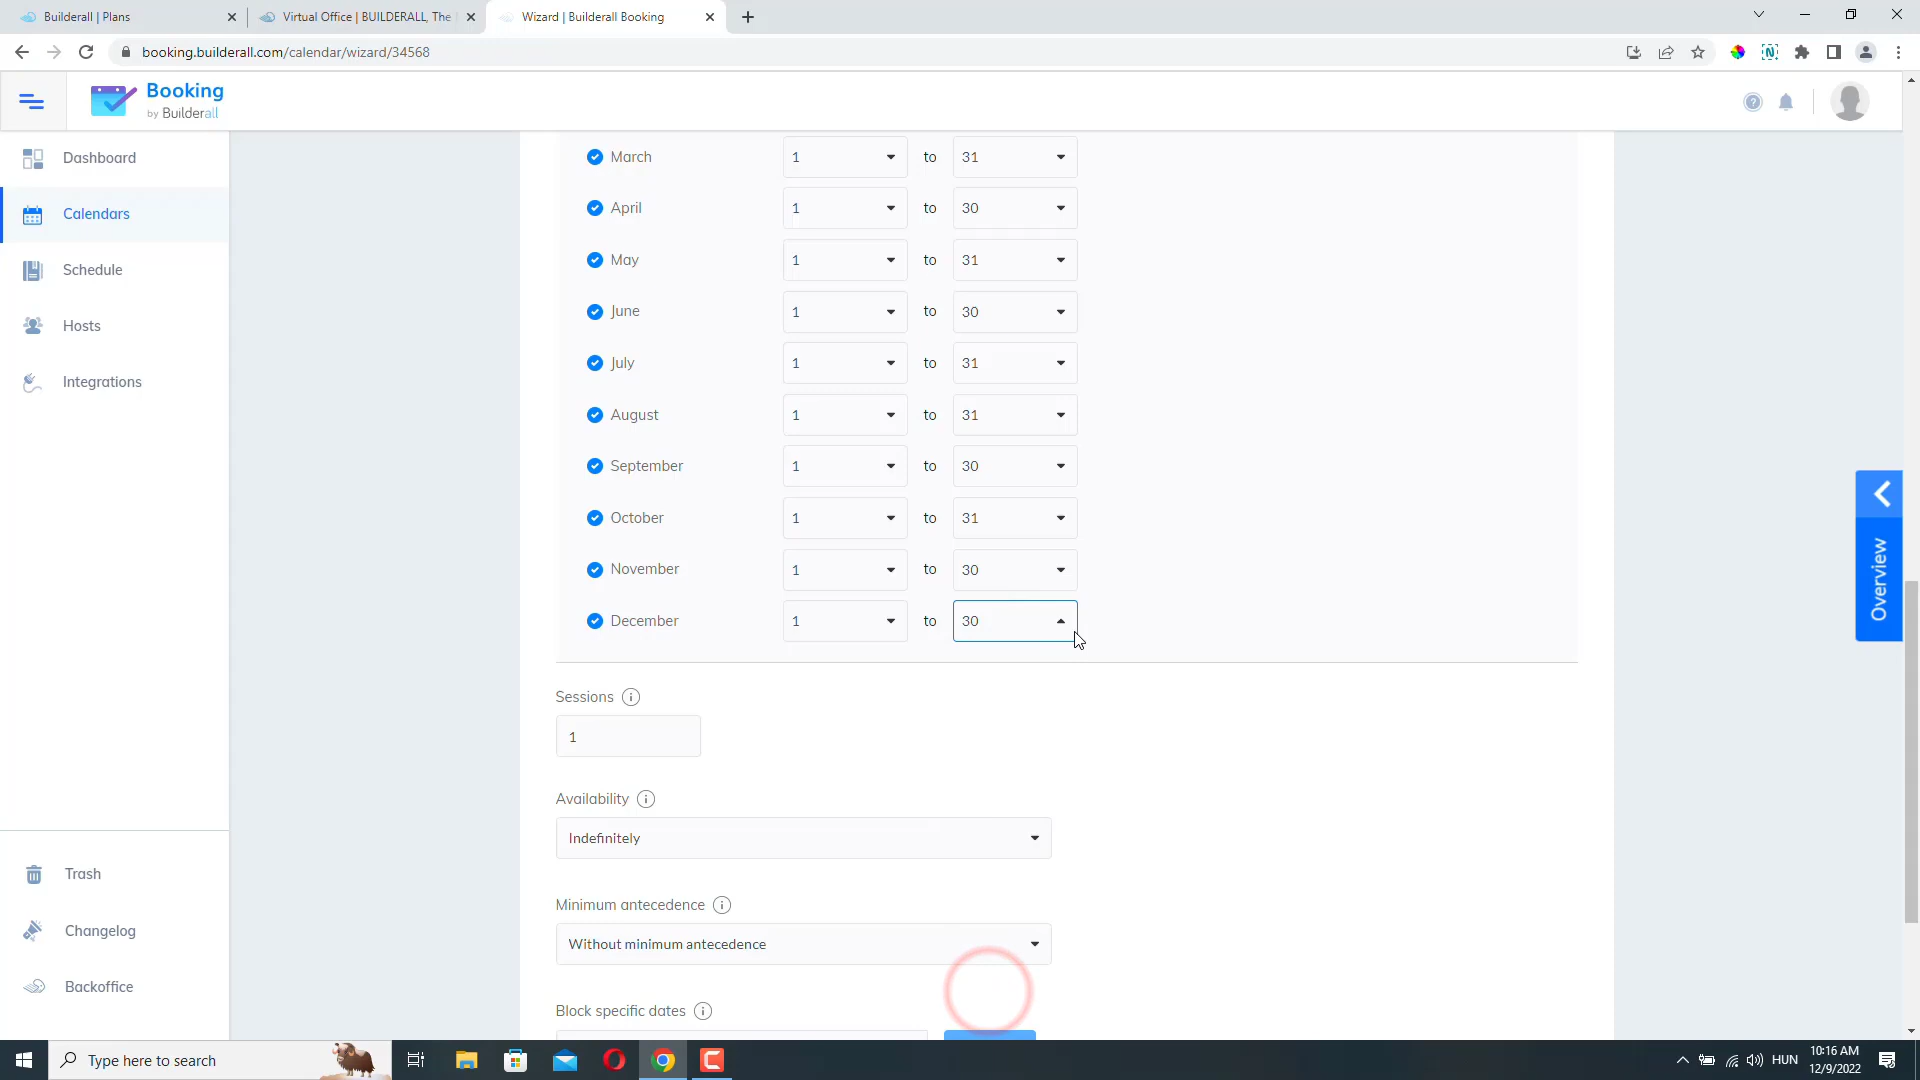 Builderall | Plans
Virtual Office | BUILDERALL, The
Wizard | Builderall Booking
booking.builderall.com/calendar/wizard/34568
Booking
by Builderall
Dashboard
Calendars
Schedule
Hosts
Integrations
Trash
Changelog
Backoffice
March 1 to 31
April 1 to 30
May 1 to 31
June 1 to 30
July 1 to 31
August 1 to 31
September 1 to 30
October 1 to 31
November 1 to 30
December 1 to 30
Sessions
1
Availability
Indefinitely
Minimum antecedence
Without minimum antecedence
Block specific dates
Overview
Type here to search
HUN
10:16 AM
12/9/2022